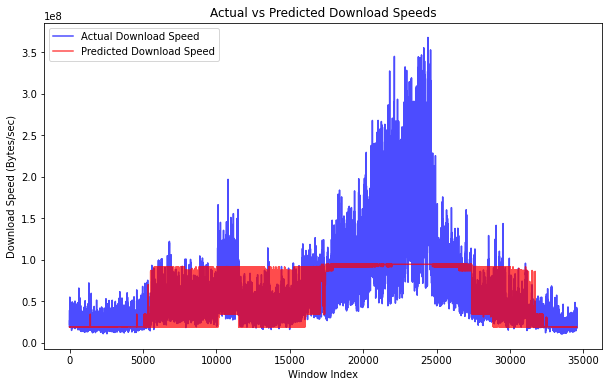 Actual vs Predicted Download Speeds
1e8
Actual Download Speed
Predicted Download Speed
3.5
3.0
2.5
2.0
1.5
1.0
0.5
0.0
Download Speed (Bytes/sec)
0 5000 10000 15000 20000 25000 30000 35000
Window Index